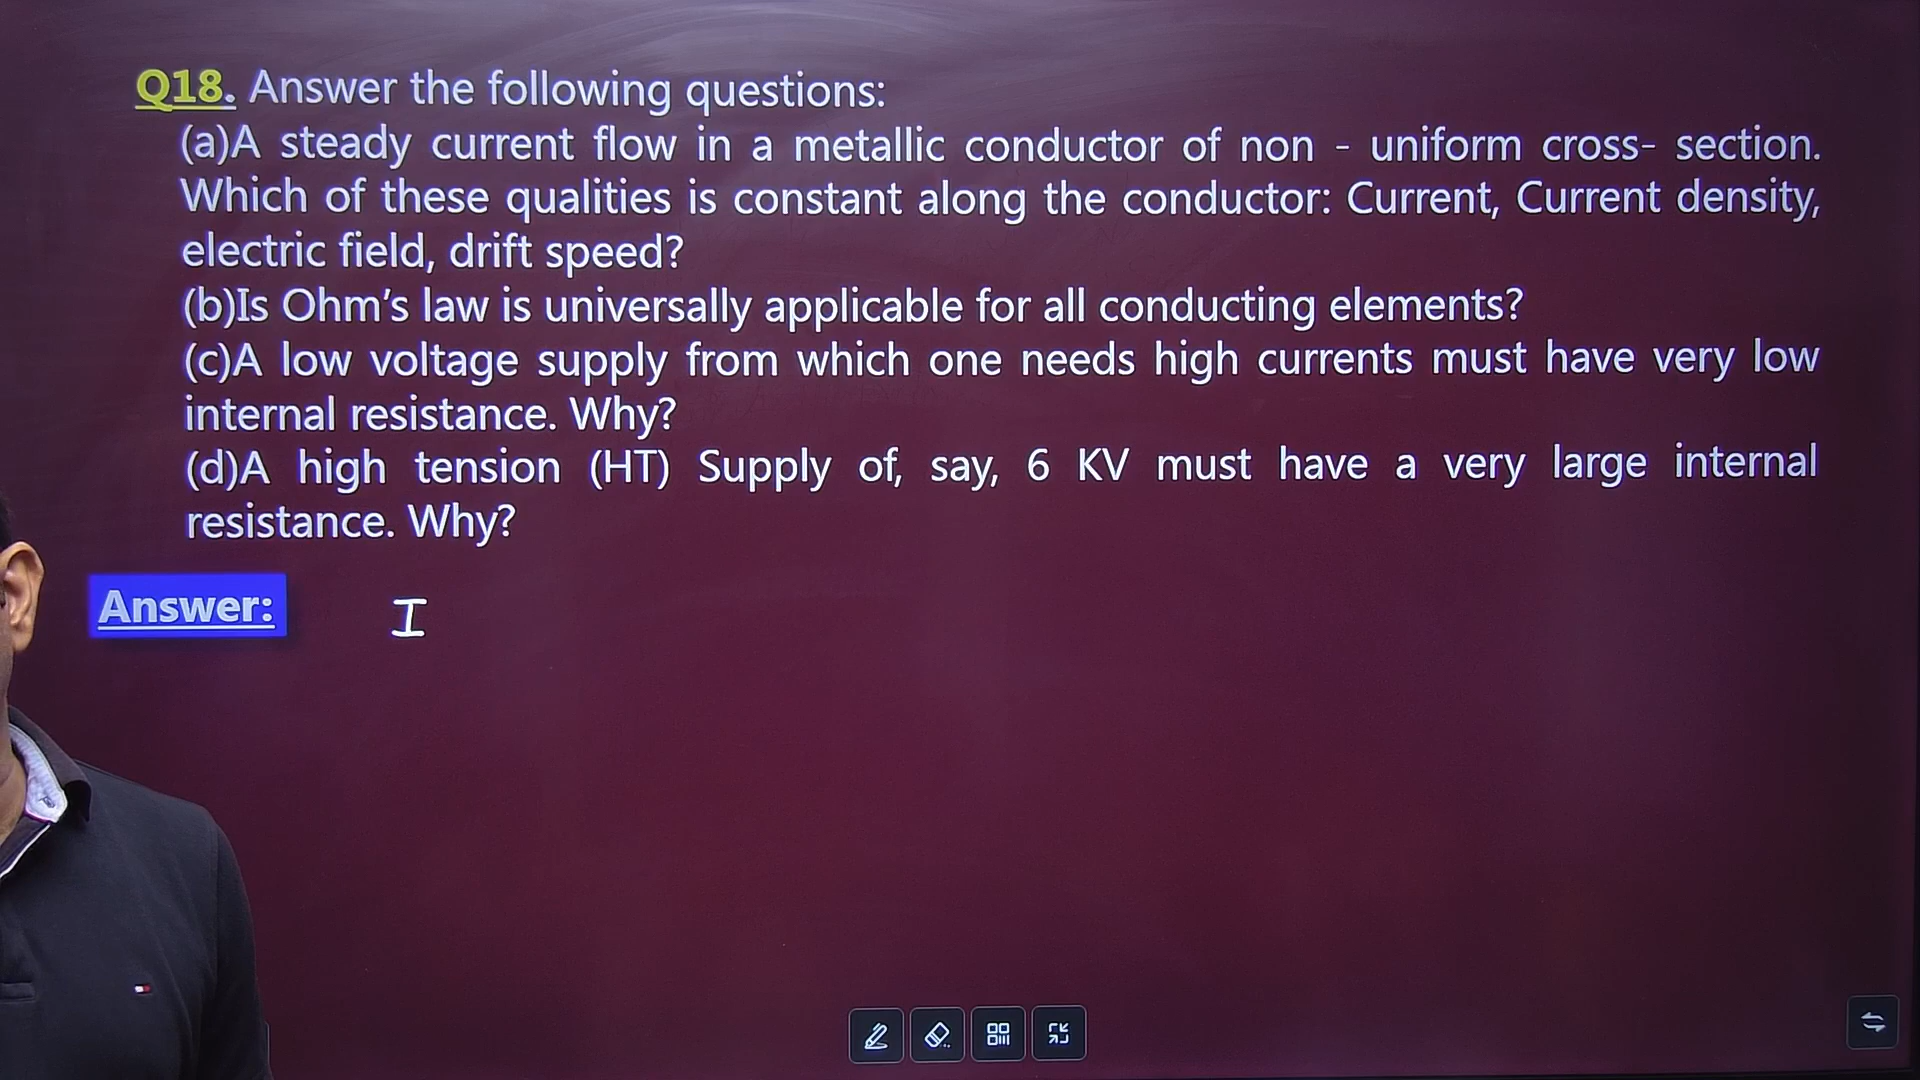 Q18. Answer the following questions:
(a)A steady current flow in a metallic conductor of non - uniform cross- section.
Which of these qualities is constant along the conductor: Current, Current density,
electric field, drift speed?
(b)Is Ohm's law is universally applicable for all conducting elements?
(c)A low voltage supply from which one needs high currents must have very low
internal resistance. Why?
(d)A high tension (HT) Supply of, say, 6 KV must have a very large internal
resistance. Why?
Answer: I